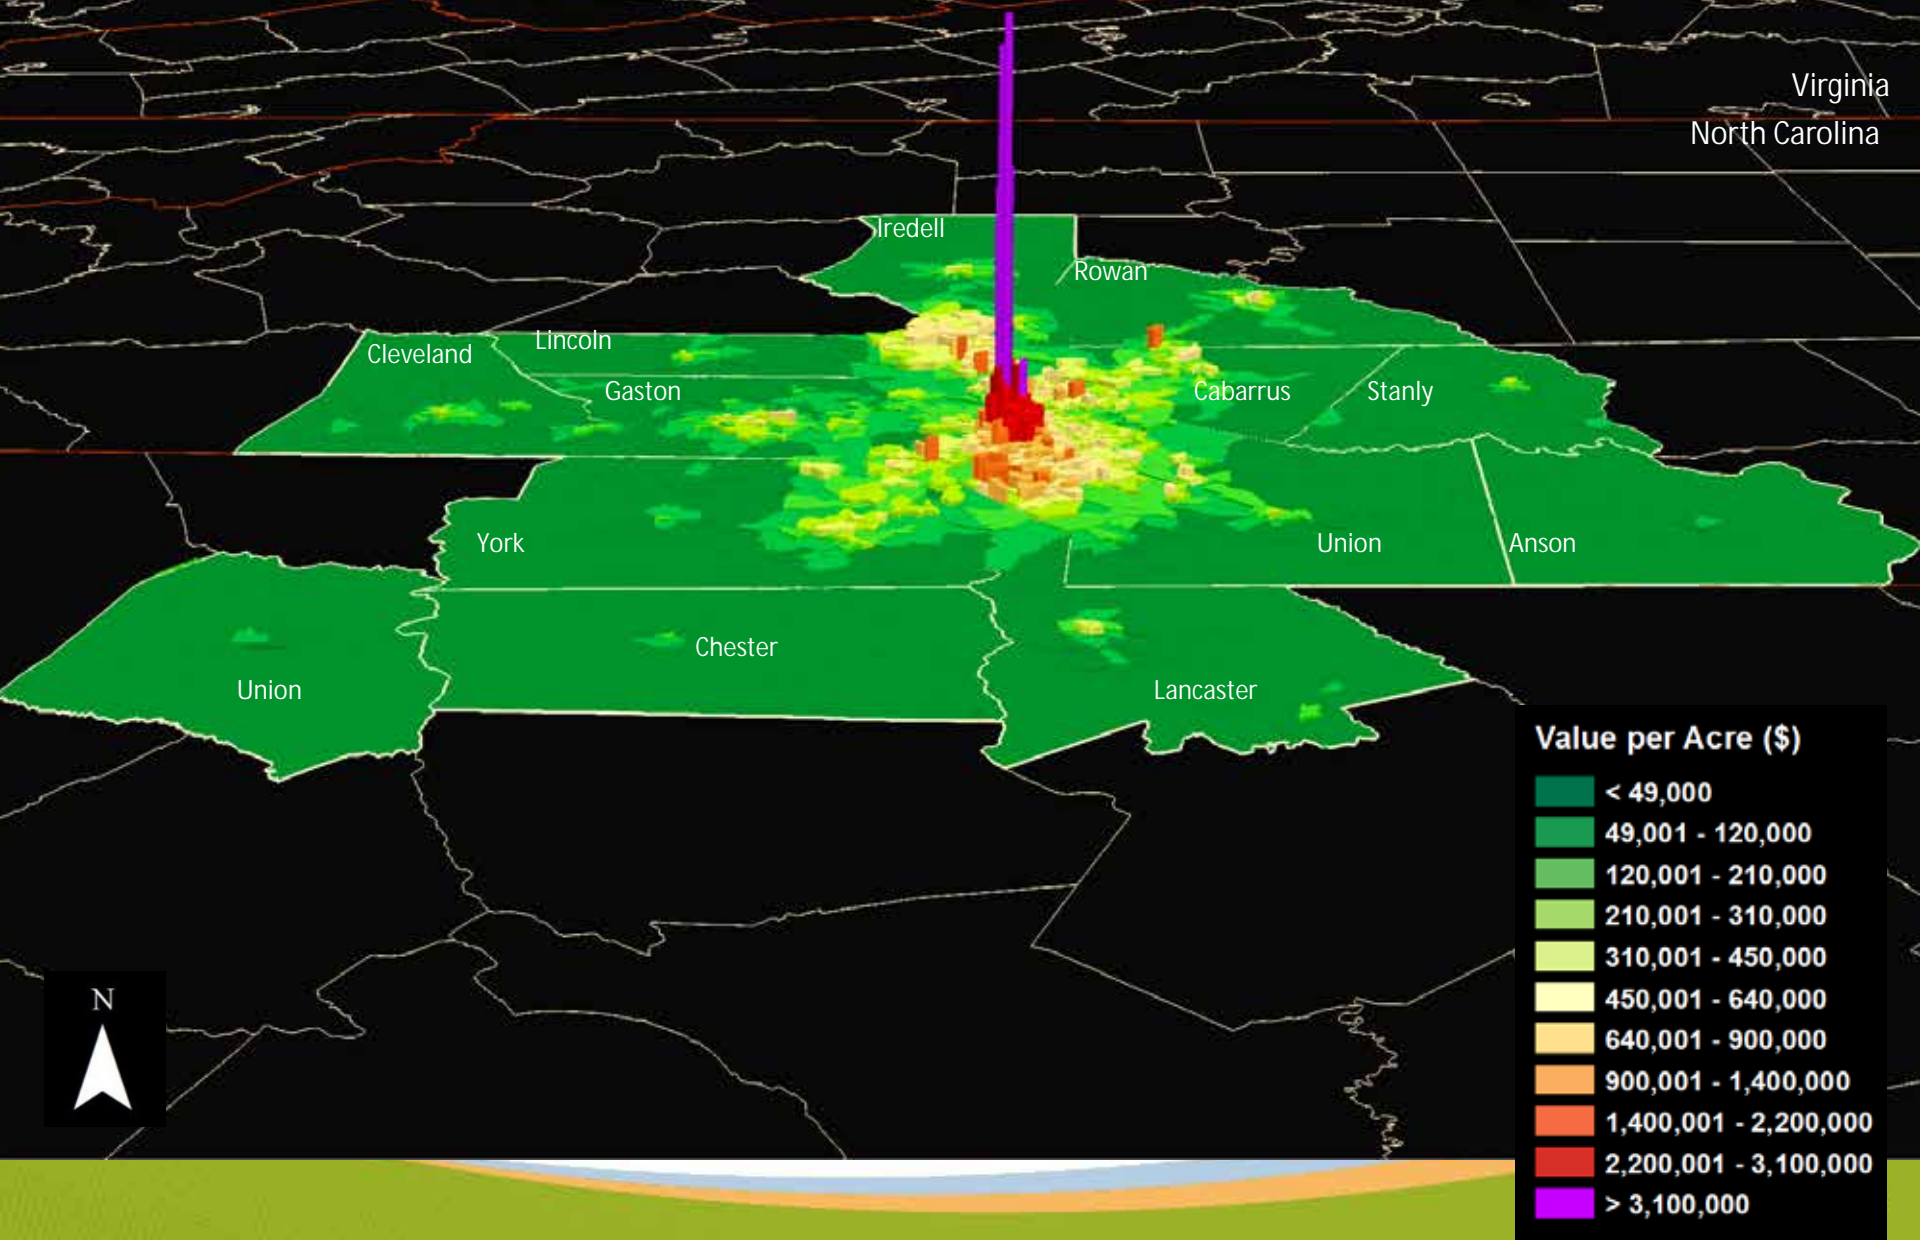 Virginia
North Carolina
Iredell
Rowan
Lincoln
Cleveland
Gaston
Cabarrus
Stanly
York
Union
Anson
Chester
Union
Lancaster
Value per Acre ($)
< 49,000
49,001 - 120,000
120,001 - 210,000
210,001 - 310,000
310,001 - 450,000
450,001 - 640,000
640,001 - 900,000
900,001 - 1,400,000
1,400,001 - 2,200,000
2,200,001 - 3,100,000
> 3,100,000
N